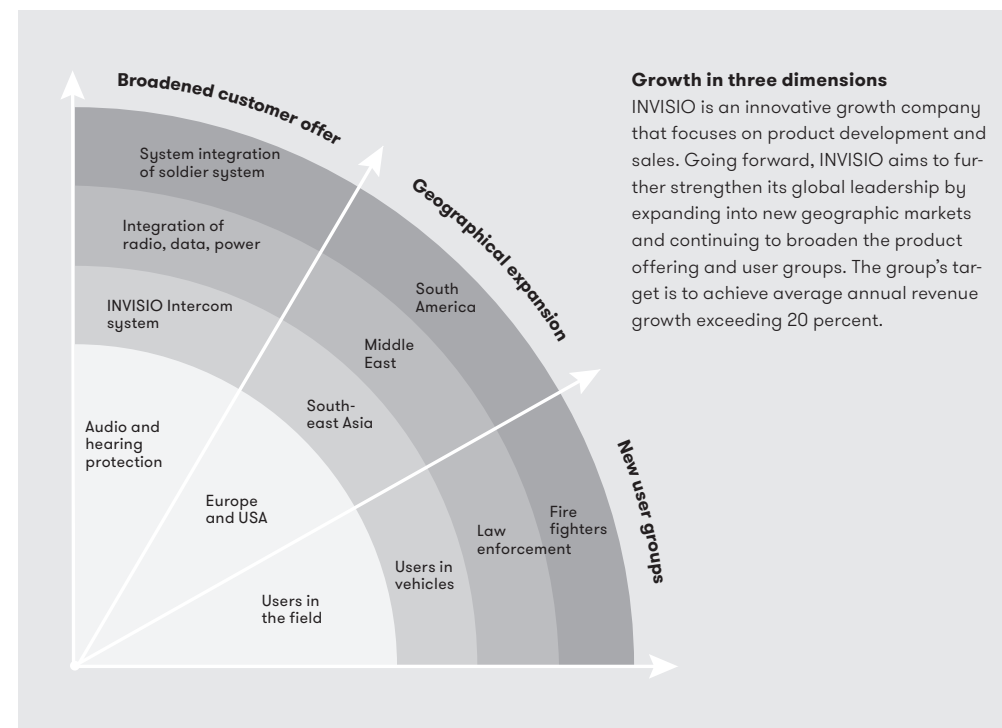 Broadened customer offer
System integration
of soldier system
Integration of
radio, data, power
INVISIO Intercom
system
Audio and
hearing
protection
Geographical expansion
South
America
Middle
East
South-
east Asia
Europe
and USA
New user groups
Fire
fighters
Law
enforcement
Users in
vehicles
Users in
the field
Growth in three dimensions
INVISIO is an innovative growth company
that focuses on product development and
sales. Going forward, INVISIO aims to fur-
ther strengthen its global leadership by
expanding into new geographic markets
and continuing to broaden the product
offering and user groups. The group’s tar-
get is to achieve average annual revenue
growth exceeding 20 percent.